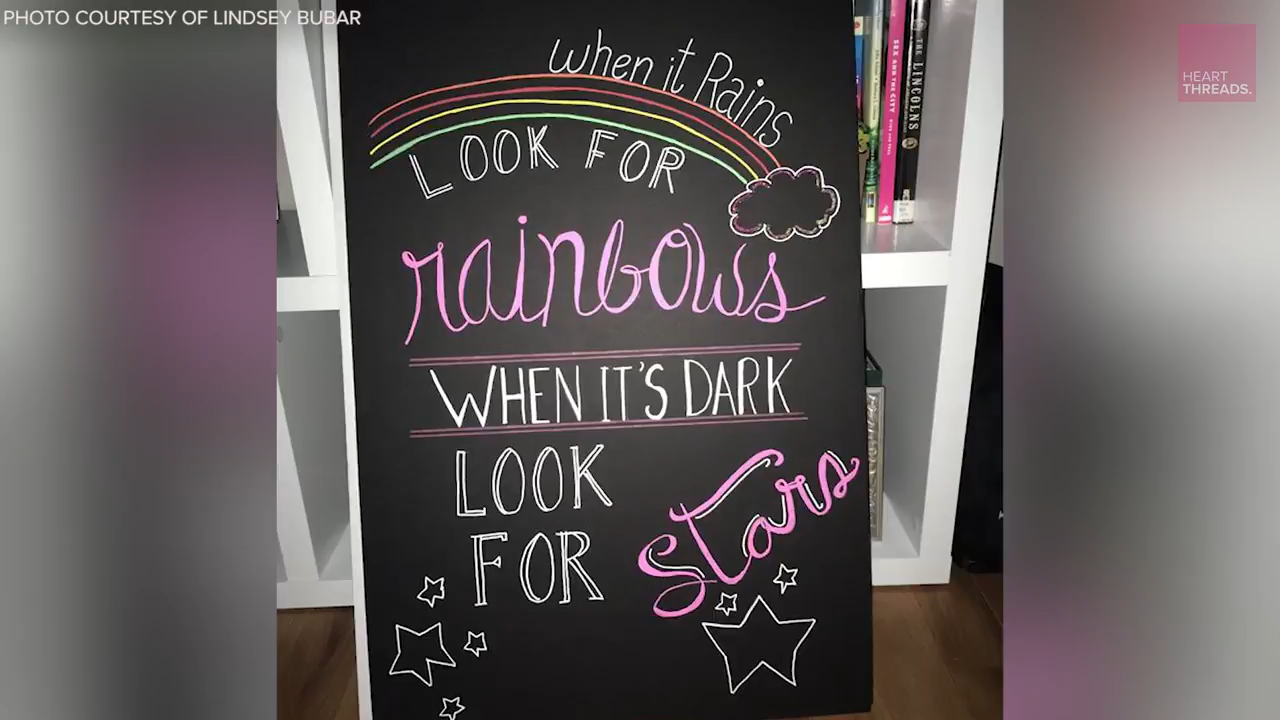 PHOTO COURTESY OF LINDSEY BUBAR
HEART
THREADS.
when it Rains
LOOK FOR
rainbows
WHEN IT'S DARK
LOOK
FOR
stars
SEX AND THE CITY
THE LINCOLNS